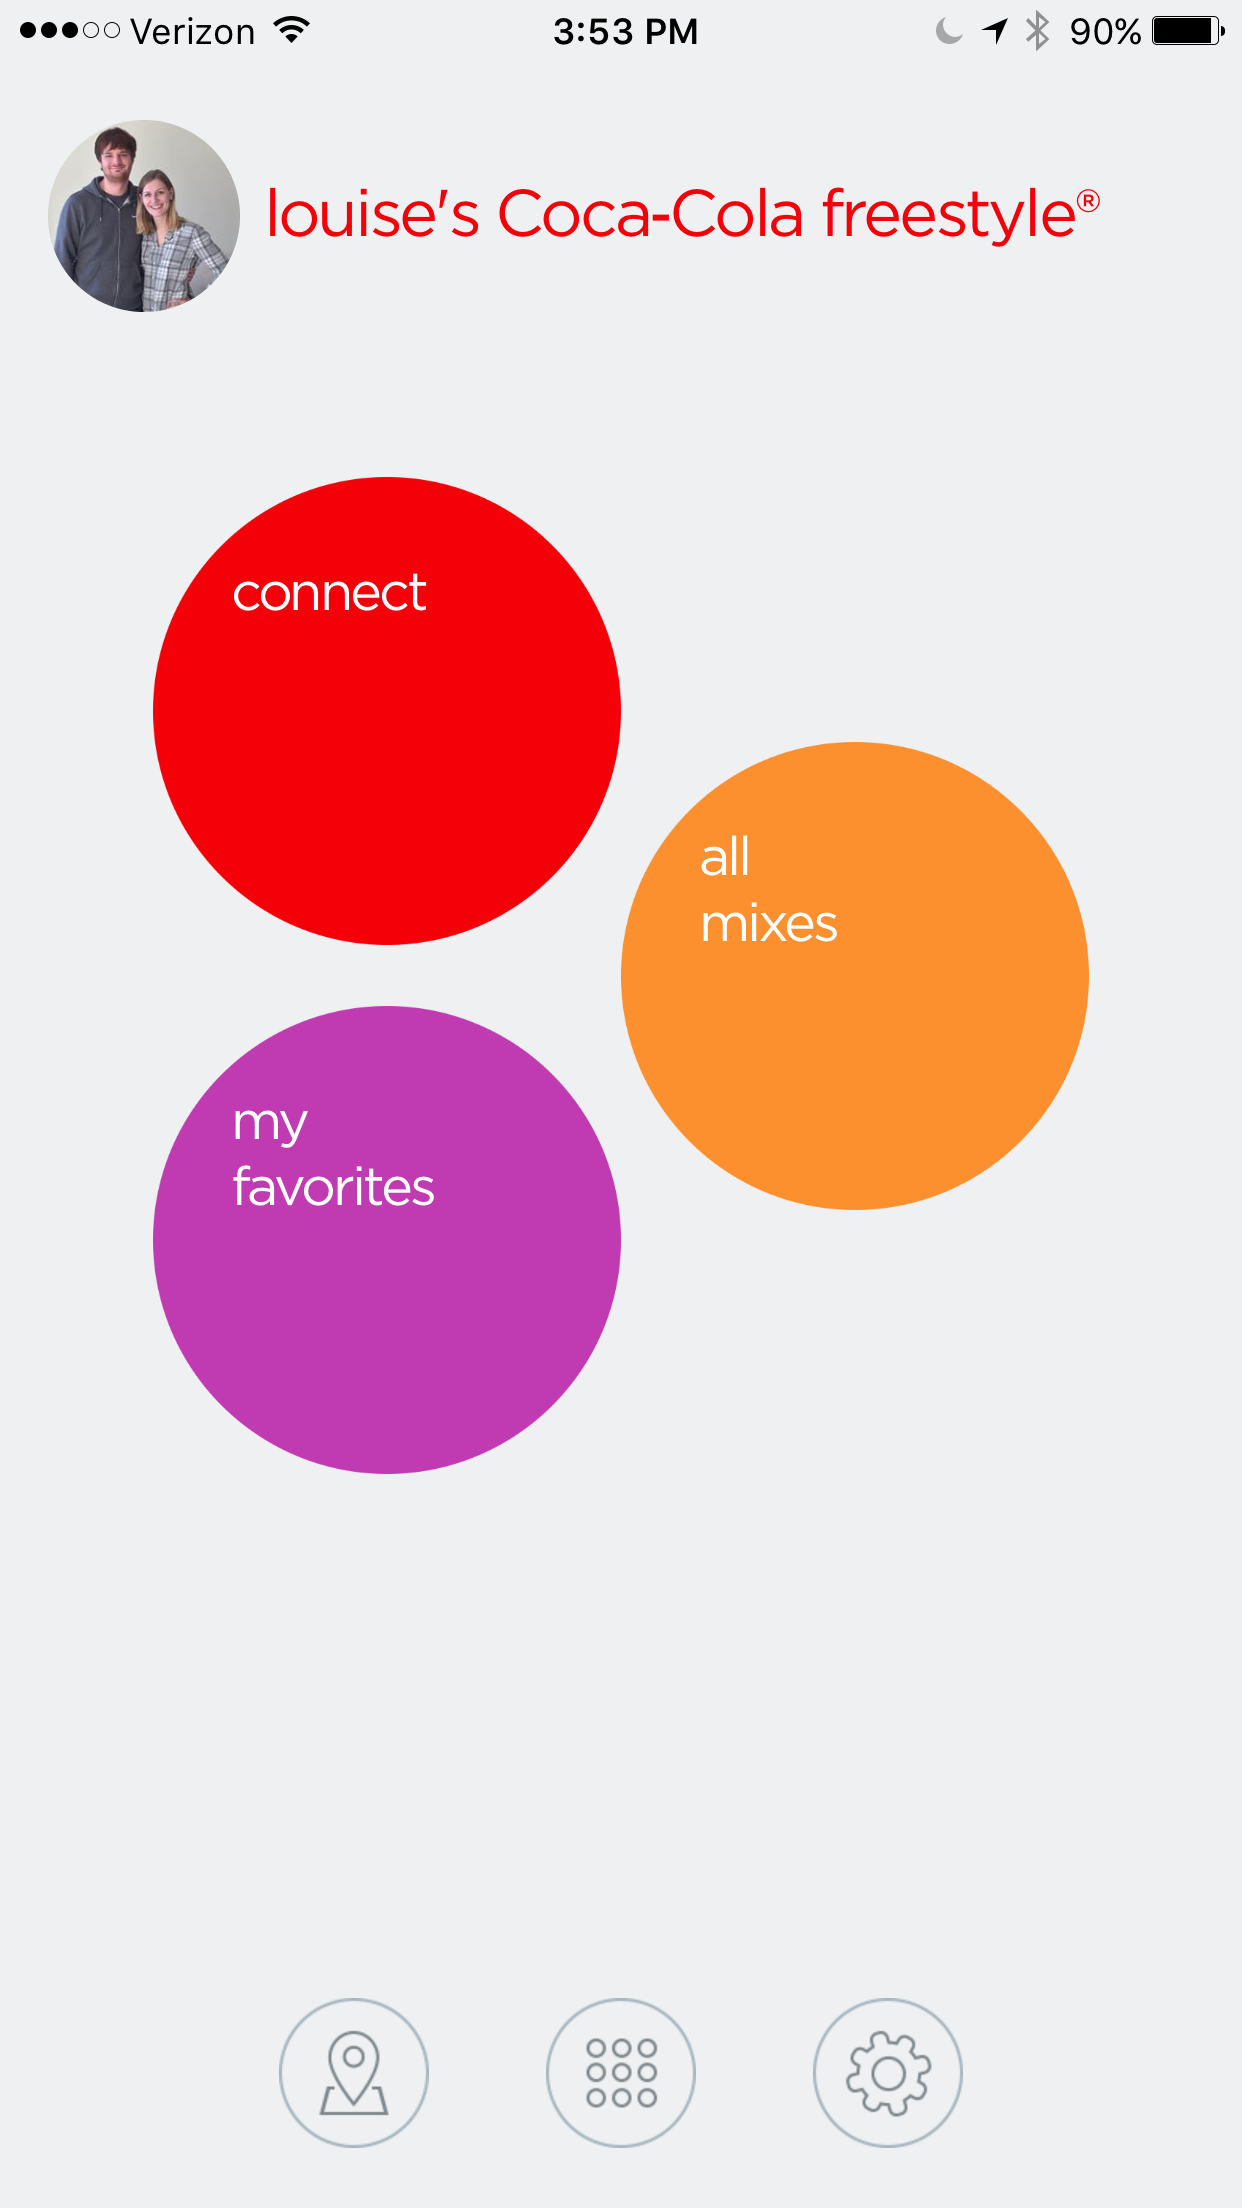 Verizon 3:53 PM 90%
louise's Coca-Cola freestyle®
connect
all
mixes
my
favorites